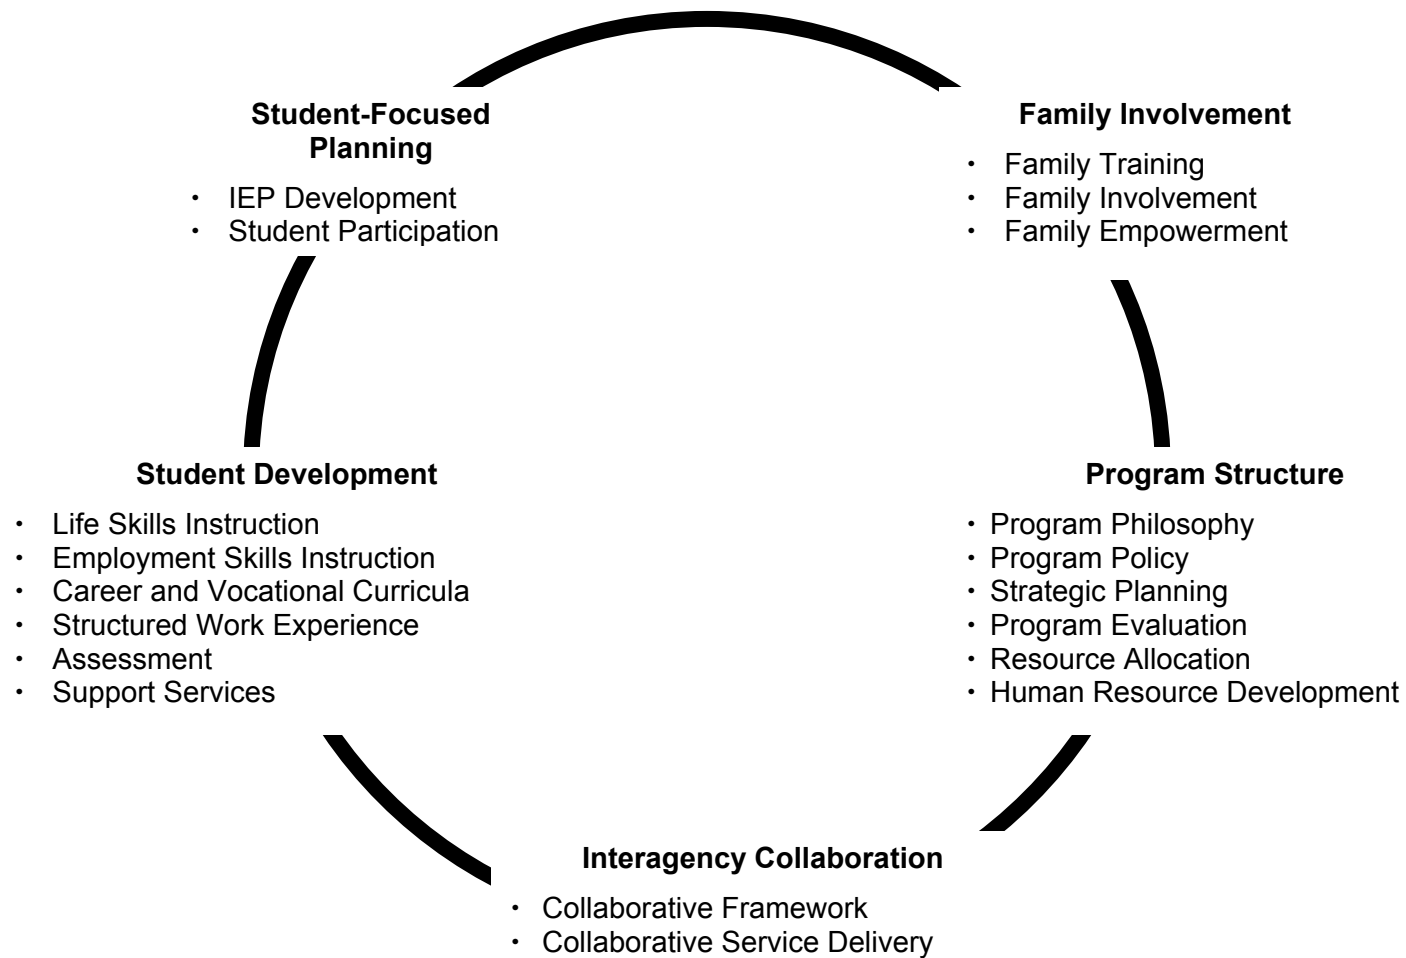 Student-Focused
Planning
· IEP Development
· Student Participation
Family Involvement
· Family Training
· Family Involvement
· Family Empowerment
Student Development
· Life Skills Instruction
· Employment Skills Instruction
· Career and Vocational Curricula
· Structured Work Experience
· Assessment
· Support Services
Program Structure
· Program Philosophy
· Program Policy
· Strategic Planning
· Program Evaluation
· Resource Allocation
· Human Resource Development
Interagency Collaboration
· Collaborative Framework
· Collaborative Service Delivery